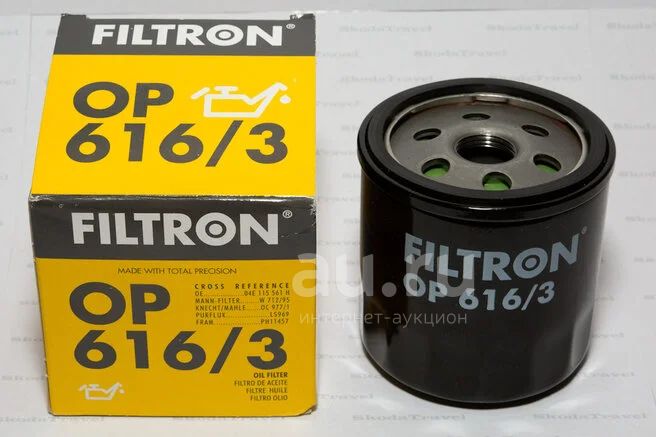 FILTRON®
OP
616/3
FILTRON®
MADE WITH TOTAL PRECISION
OP
616/3
CROSS REFERENCE
OE 04E 115 561 H
MANN-FILTER W 712/95
KNECHT/MAHLE OC 977/1
PURFLUX LS969
FRAM PH11457
OIL FILTER
FILTRO DE ACEITE
FILTRE HUILE
FILTRO OLIO
FILTRON®
OP 616/3
au.ru
интернет-аукцион
SkodaTravel